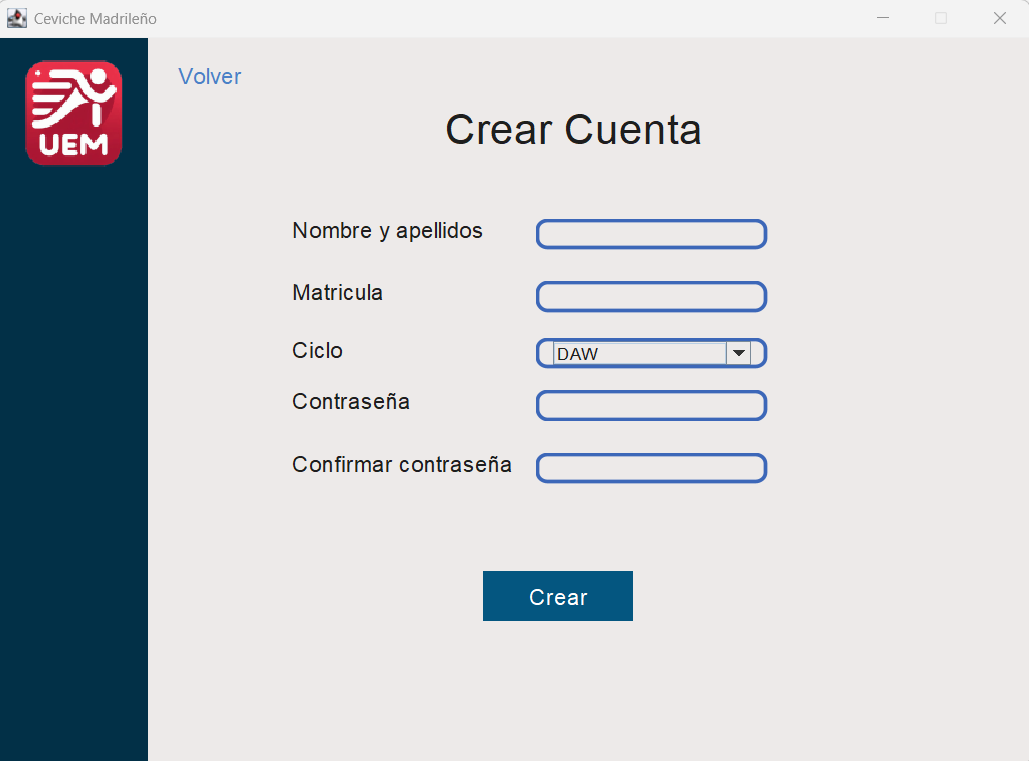 Ceviche Madrileño
UEM
Volver
Crear Cuenta
Nombre y apellidos
Matricula
Ciclo DAW
Contraseña
Confirmar contraseña
Crear